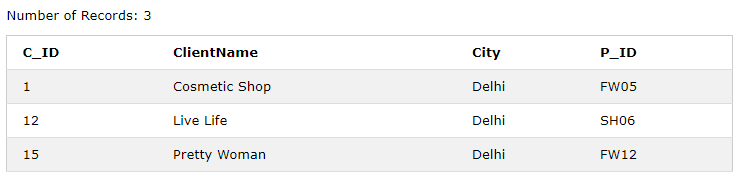 Number of Records: 3
C_ID ClientName City P_ID
1 Cosmetic Shop Delhi FW05
12 Live Life Delhi SH06
15 Pretty Woman Delhi FW12